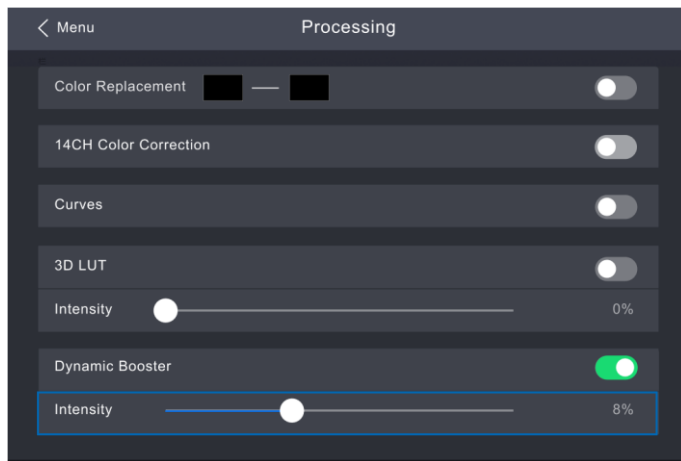 Menu
Processing
Color Replacement
14CH Color Correction
Curves
3D LUT
Intensity 0%
Dynamic Booster
Intensity 8%